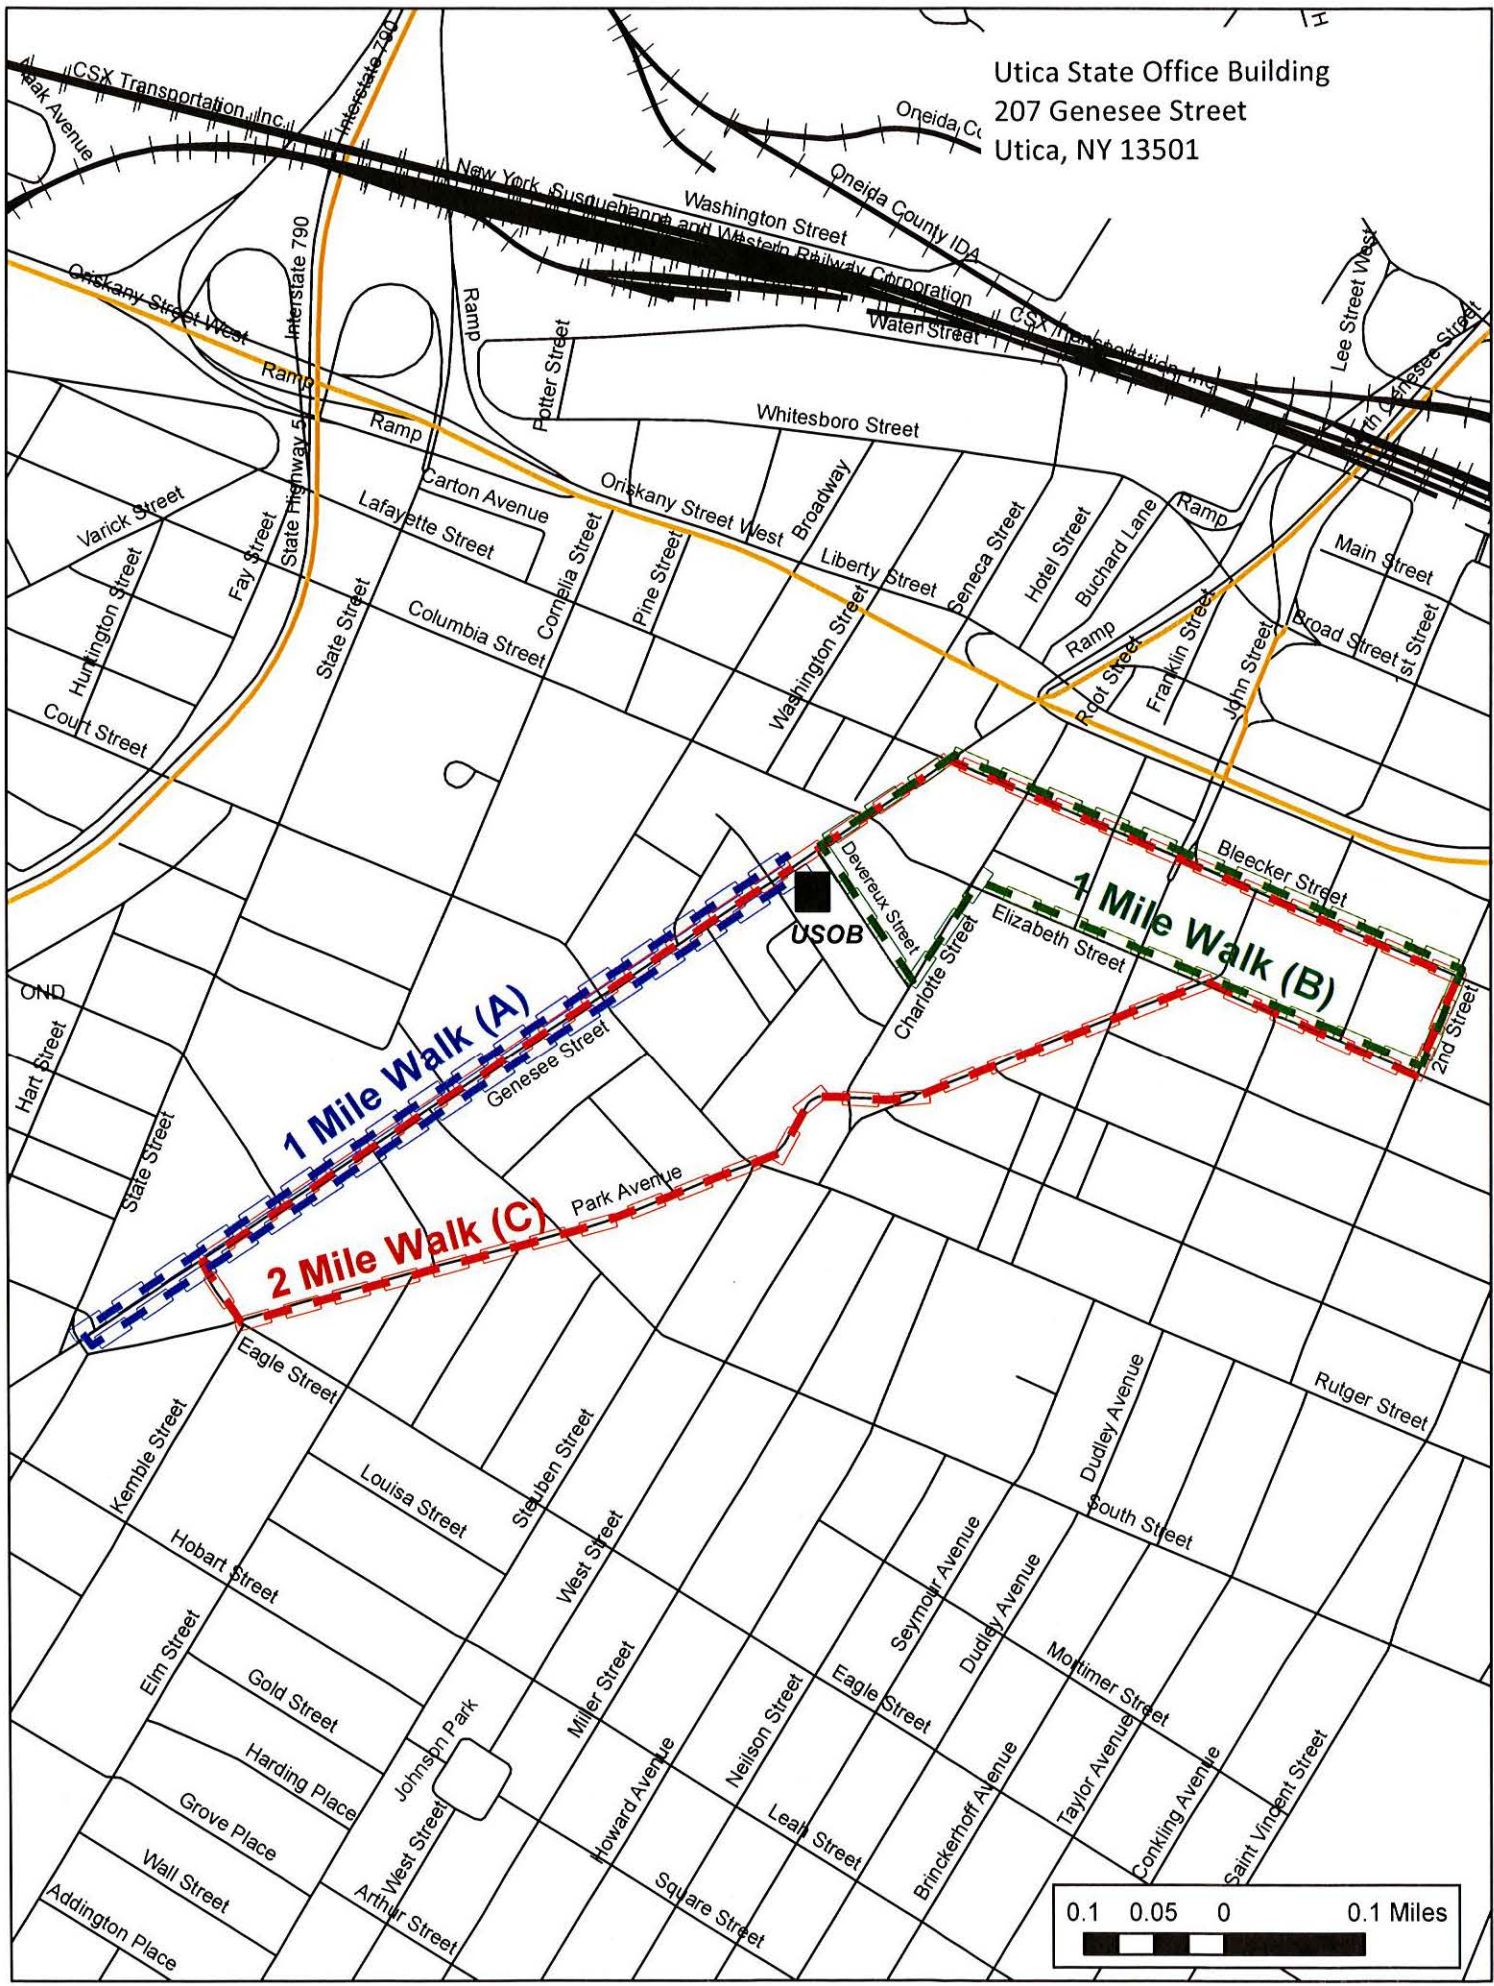 Utica State Office Building
207 Genesee Street
Utica, NY 13501
H
CSX Transportation, Inc.
Interstate 790
Avenue
Oneida
New York, Susquehanna and Western Railway Corporation
Washington Street
Oneida County IDA
Interstate 790
Oriskany Street West
Ramp
Lee Street West
Potter Street
Water Street
CSX Transportation, Inc.
North Genesee Street
Ramp
Ramp
Whitesboro Street
State Highway 5
Carton Avenue
Lafayette Street
Oriskany Street West
Broadway
Ramp
Varick Street
Main Street
Huntington Street
Fay Street
Cornelia Street
Pine Street
Liberty Street
Seneca Street
Hotel Street
Buchard Lane
State Street
Columbia Street
Washington Street
Ramp
Root Street
Franklin Street
John Street
Broad Street
st Street
Court Street
Devereux Street
Bleecker Street
USOB
Charlotte Street
Elizabeth Street
1 Mile Walk (B)
OND
Hart Street
1 Mile Walk (A)
Genesee Street
2nd Street
State Street
Park Avenue
2 Mile Walk (C)
Eagle Street
Rutger Street
Kemble Street
Louisa Street
Steuben Street
Dudley Avenue
South Street
Hobart Street
West Street
Seymour Avenue
Dudley Avenue
Elm Street
Gold Street
Miller Street
Eagle Street
Mortimer Street
Johnson Park
Neilson Street
Harding Place
Grove Place
Howard Avenue
Brinckerhoff Avenue
Taylor Avenue
Conkling Avenue
Saint Vincent Street
Wall Street
West Street
Leah Street
Addington Place
Arthur Street
Square Street
0.1 0.05 0 0.1 Miles